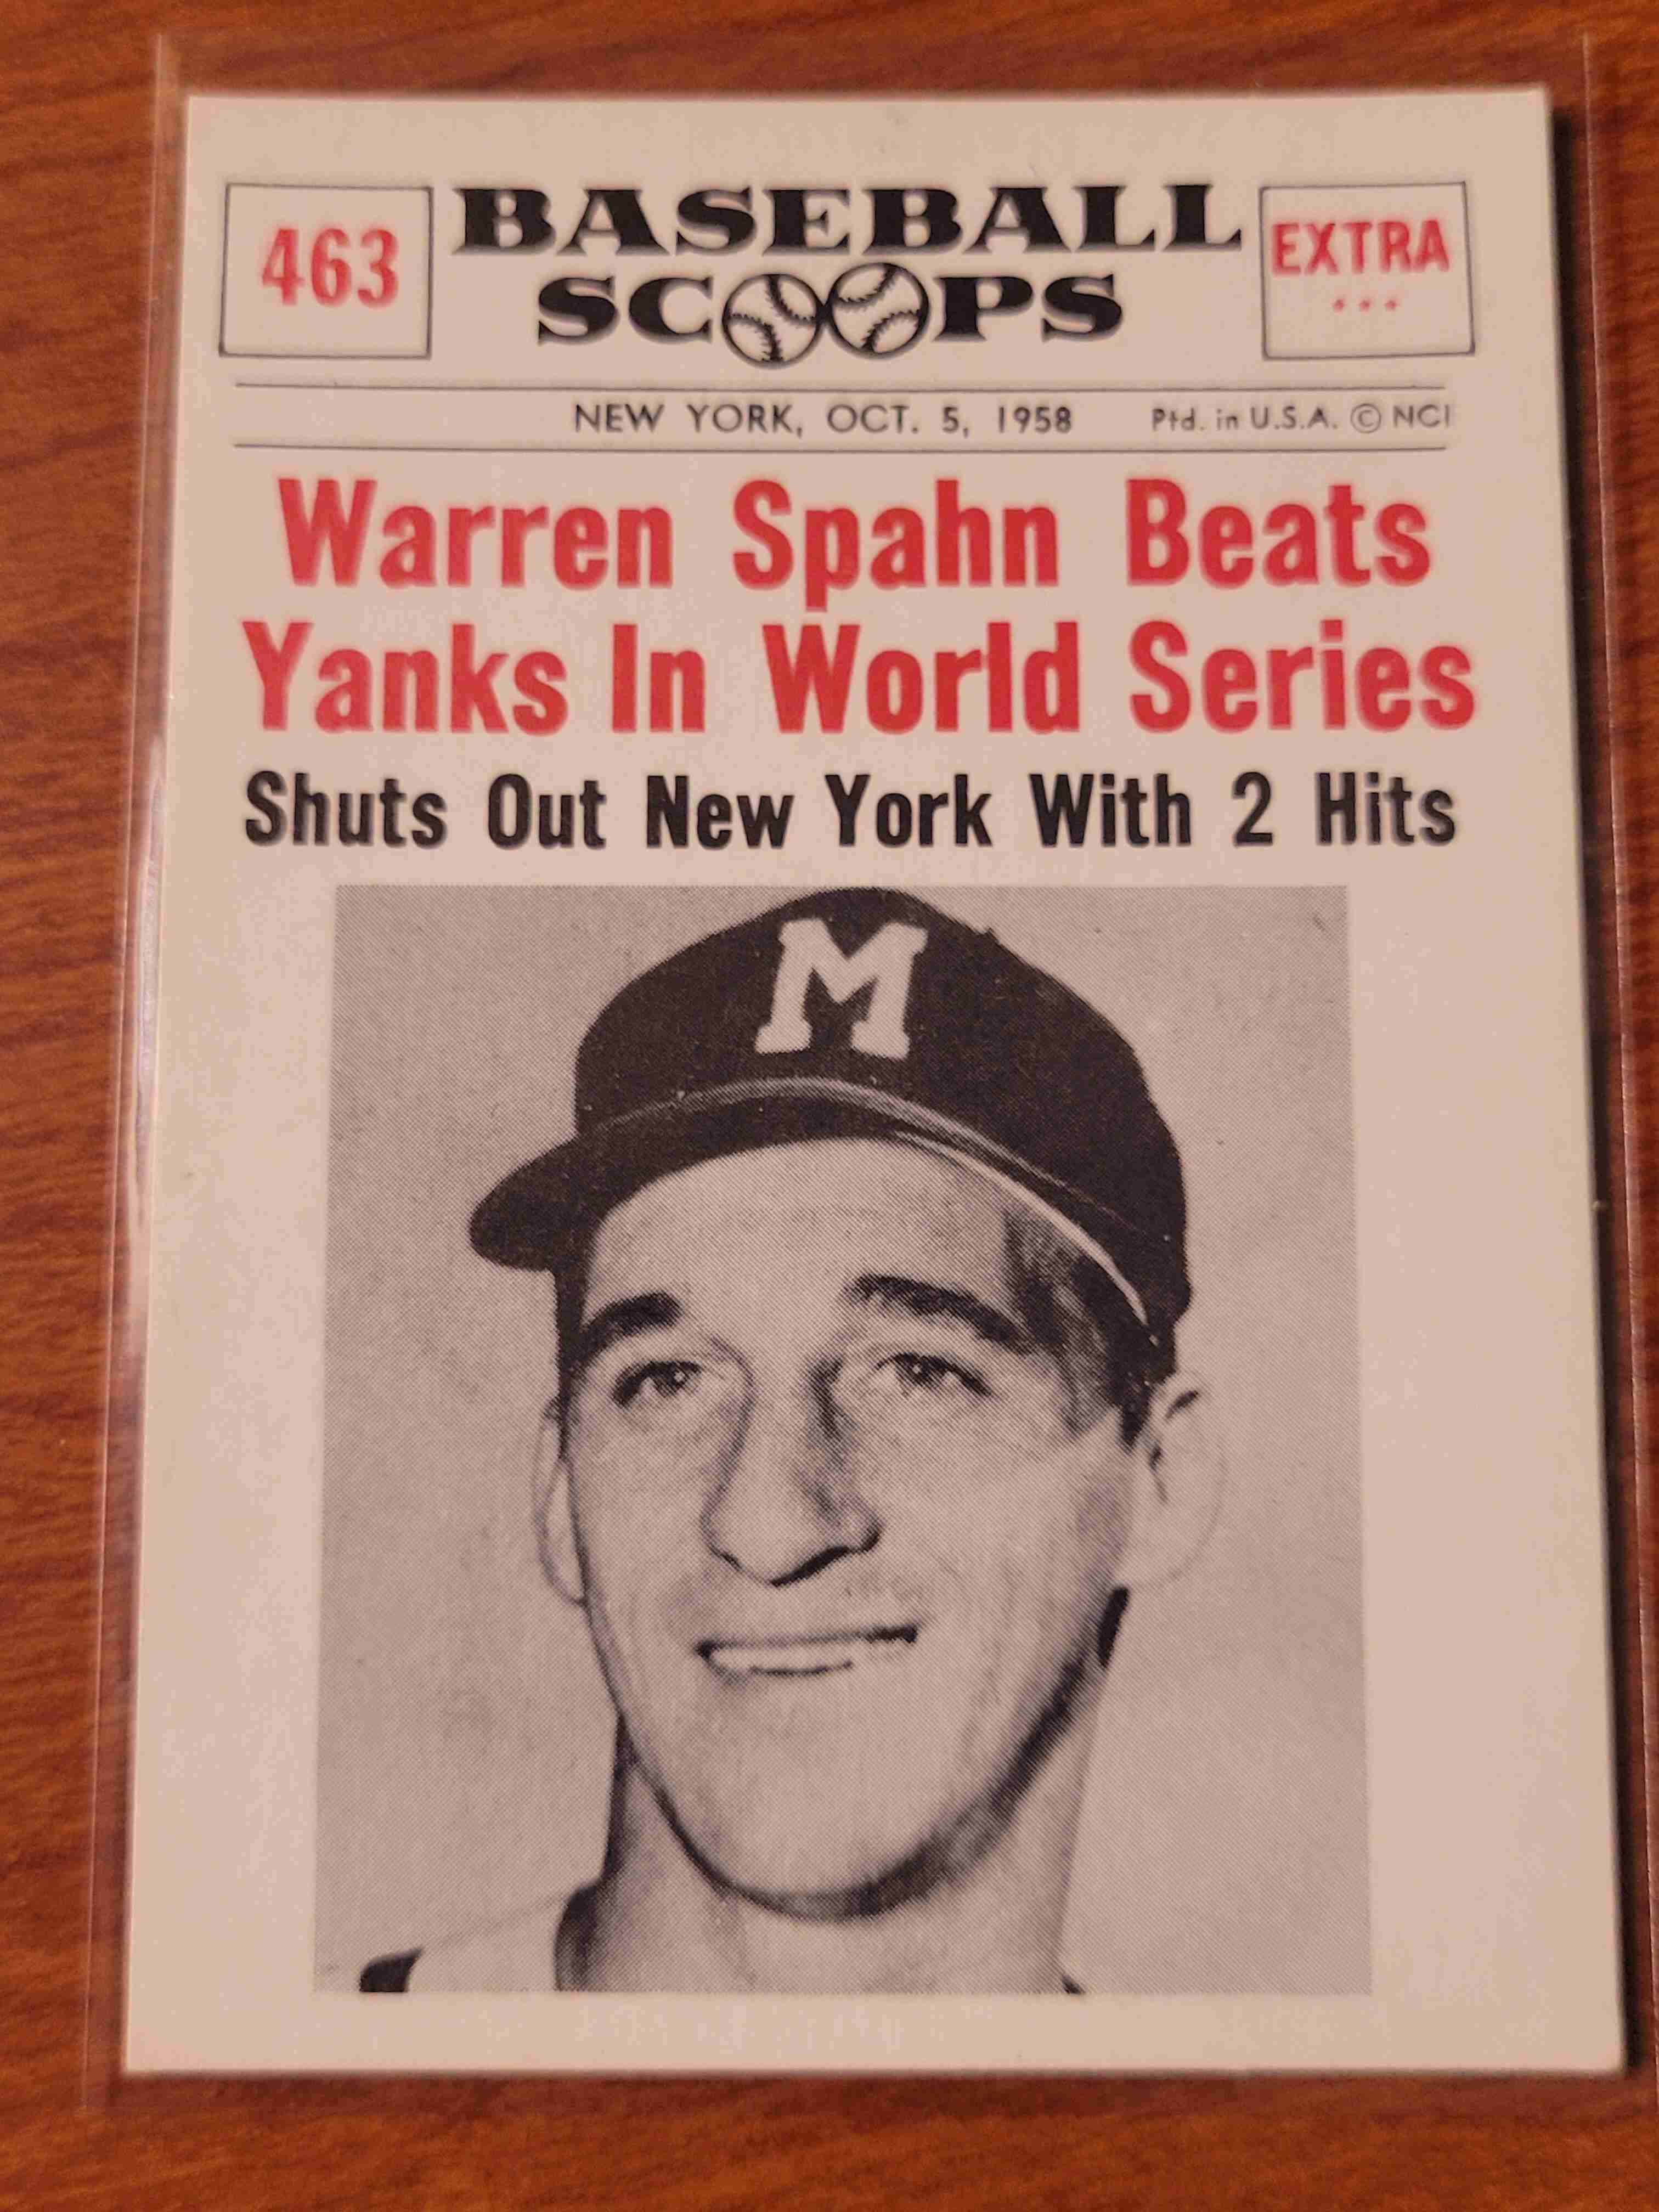 463
BASEBALL
SCOOPS
EXTRA
...
NEW YORK, OCT. 5, 1958 Ptd. in U.S.A. © NCI
Warren Spahn Beats
Yanks In World Series
Shuts Out New York With 2 Hits
M